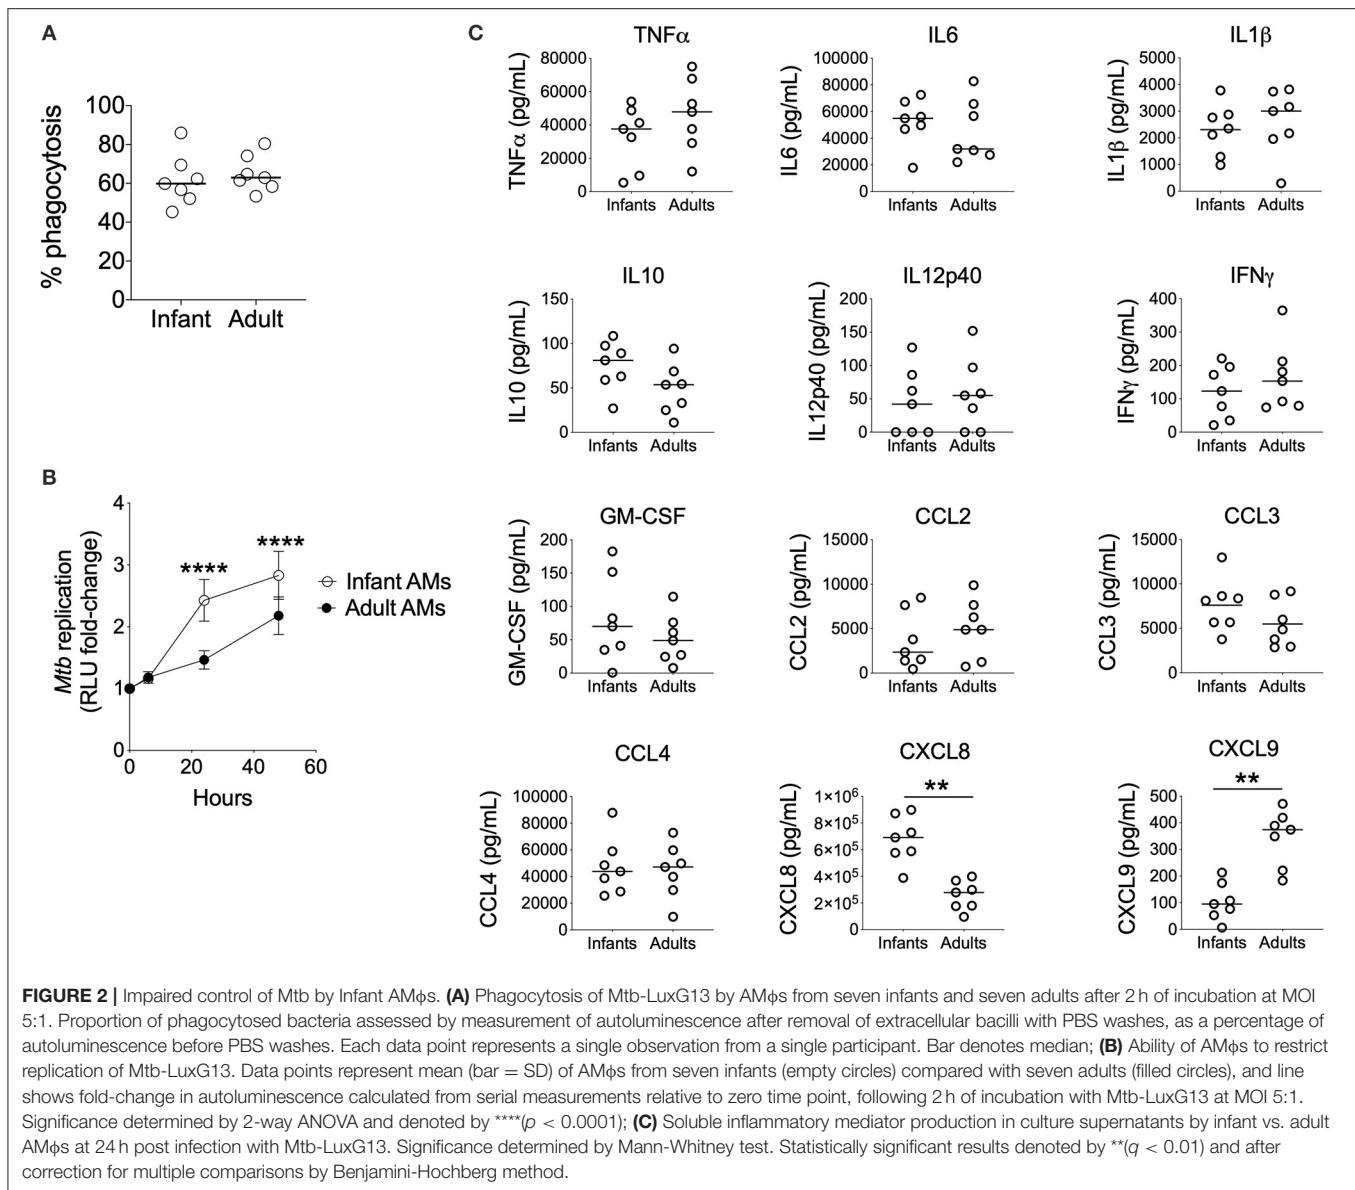 A
% phagocytosis
100
80
60
40
20
0
Infant Adult
B
Mtb replication
(RLU fold-change)
4
3
2
1
0
****
****
Infant AMs
Adult AMs
0 20 40 60
Hours
C
TNFα
TNFα (pg/mL)
80000
60000
40000
20000
0
Infants Adults
IL6
IL6 (pg/mL)
100000
80000
60000
40000
20000
0
Infants Adults
IL1β
IL1β (pg/mL)
5000
4000
3000
2000
1000
0
Infants Adults
IL10
IL10 (pg/mL)
150
100
50
0
Infants Adults
IL12p40
IL12p40 (pg/mL)
200
150
100
50
0
Infants Adults
IFNγ
IFNγ (pg/mL)
400
300
200
100
0
Infants Adults
GM-CSF
GM-CSF (pg/mL)
200
150
100
50
0
Infants Adults
CCL2
CCL2 (pg/mL)
15000
10000
5000
0
Infants Adults
CCL3
CCL3 (pg/mL)
15000
10000
5000
0
Infants Adults
CCL4
CCL4 (pg/mL)
100000
80000
60000
40000
20000
0
Infants Adults
CXCL8
CXCL8 (pg/mL)
**
1×10⁶
8×10⁵
6×10⁵
4×10⁵
2×10⁵
0
Infants Adults
CXCL9
CXCL9 (pg/mL)
**
500
400
300
200
100
0
Infants Adults
FIGURE 2 | Impaired control of Mtb by Infant AMϕs. (A) Phagocytosis of Mtb-LuxG13 by AMϕs from seven infants and seven adults after 2 h of incubation at MOI
5:1. Proportion of phagocytosed bacteria assessed by measurement of autoluminescence after removal of extracellular bacilli with PBS washes, as a percentage of
autoluminescence before PBS washes. Each data point represents a single observation from a single participant. Bar denotes median; (B) Ability of AMϕs to restrict
replication of Mtb-LuxG13. Data points represent mean (bar = SD) of AMϕs from seven infants (empty circles) compared with seven adults (filled circles), and line
shows fold-change in autoluminescence calculated from serial measurements relative to zero time point, following 2 h of incubation with Mtb-LuxG13 at MOI 5:1.
Significance determined by 2-way ANOVA and denoted by ****(p < 0.0001); (C) Soluble inflammatory mediator production in culture supernatants by infant vs. adult
AMϕs at 24 h post infection with Mtb-LuxG13. Significance determined by Mann-Whitney test. Statistically significant results denoted by **(q < 0.01) and after
correction for multiple comparisons by Benjamini-Hochberg method.